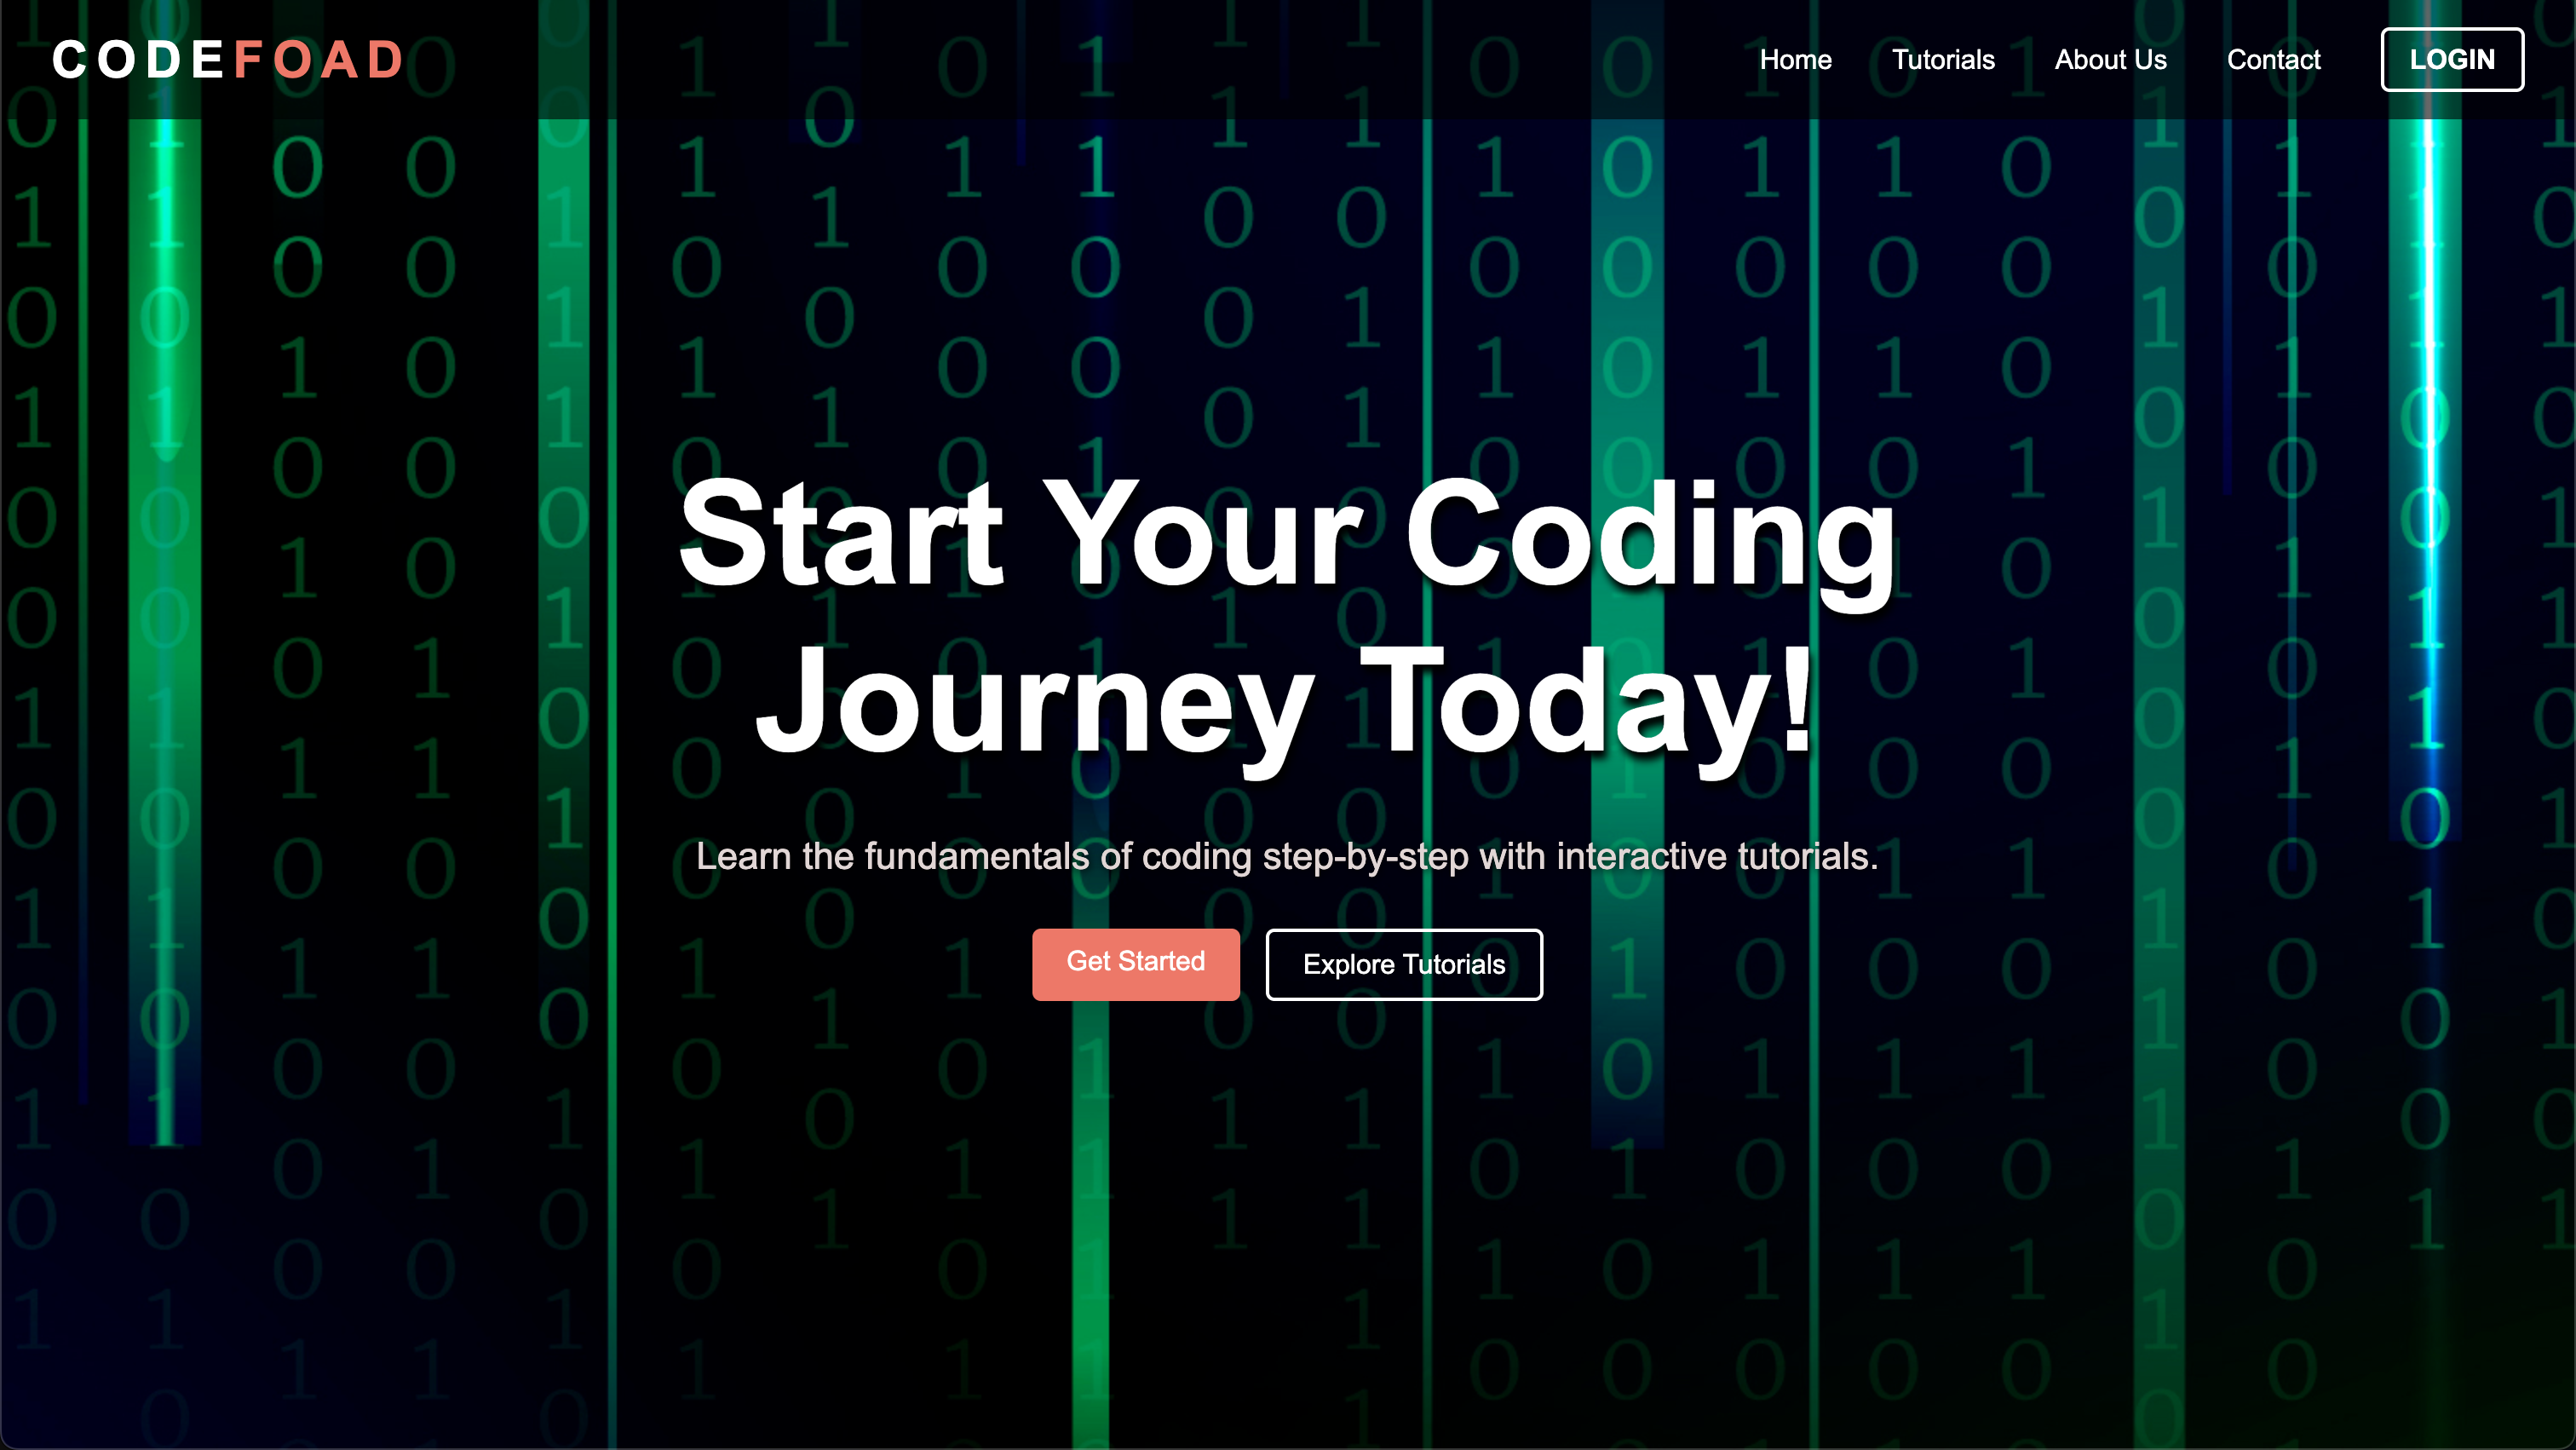 CODEFOAD
Home Tutorials About Us Contact LOGIN
Start Your Coding
Journey Today!
Learn the fundamentals of coding step-by-step with interactive tutorials.
Get Started Explore Tutorials